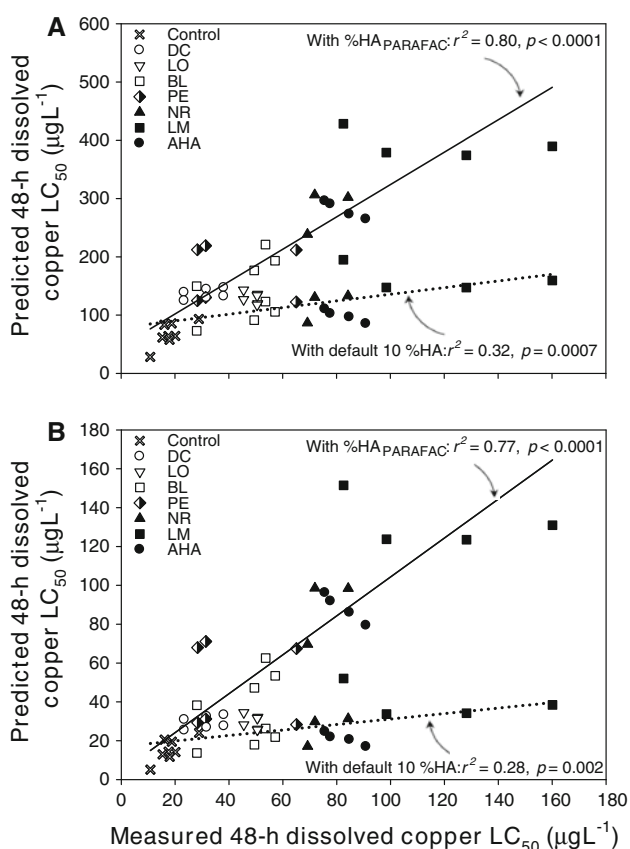 A
600
500
400
300
200
100
0
Predicted 48-h dissolved
copper LC50 (µgL-1)
Control
DC
LO
BL
PE
NR
LM
AHA
With %HAPARAFAC: r2 = 0.80, p < 0.0001
With default 10 %HA: r2 = 0.32, p = 0.0007
B
180
160
140
120
100
80
60
40
20
0
Predicted 48-h dissolved
copper LC50 (µgL-1)
Control
DC
LO
BL
PE
NR
LM
AHA
With %HAPARAFAC: r2 = 0.77, p < 0.0001
With default 10 %HA: r2 = 0.28, p = 0.002
0 20 40 60 80 100 120 140 160 180
Measured 48-h dissolved copper LC50 (µgL-1)